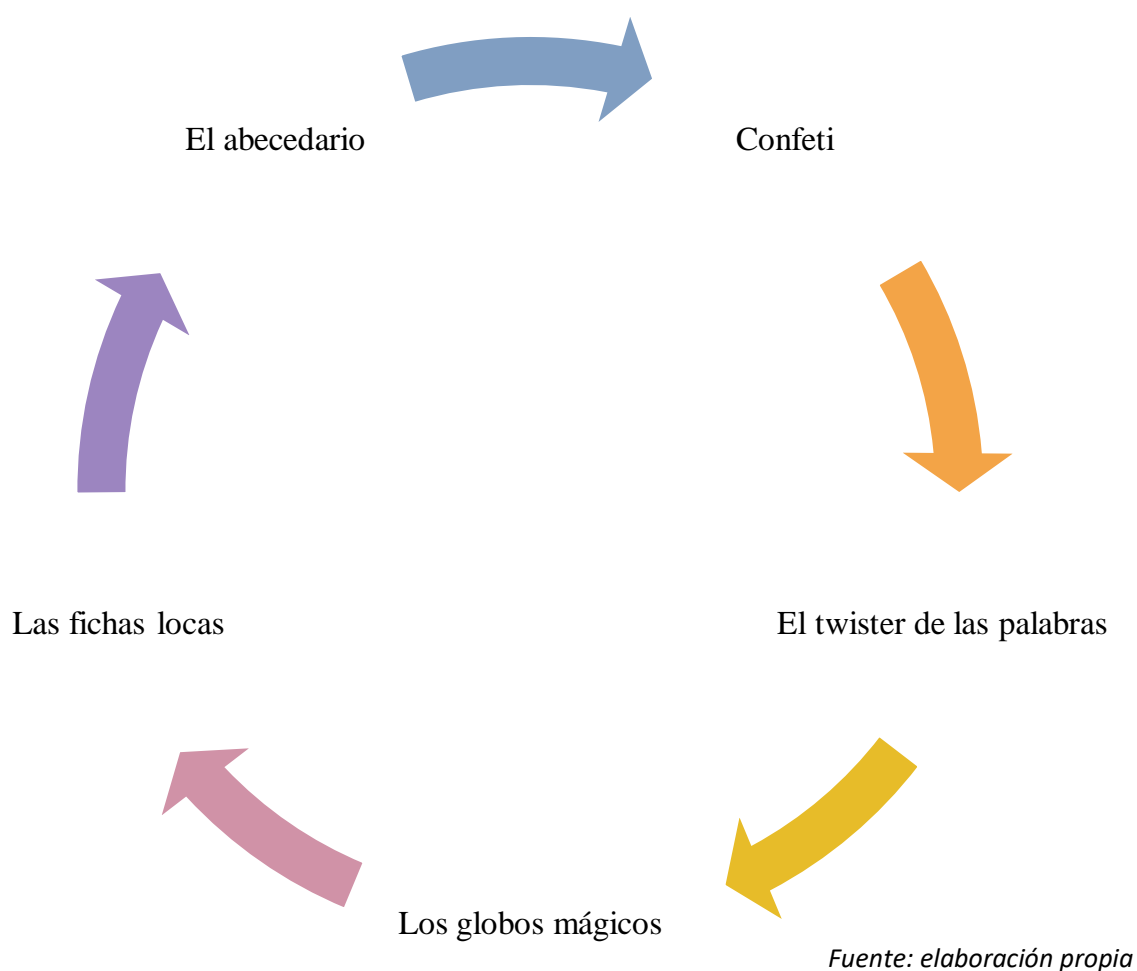 El abecedario
Confeti
El twister de las palabras
Los globos mágicos
Las fichas locas
Fuente: elaboración propia